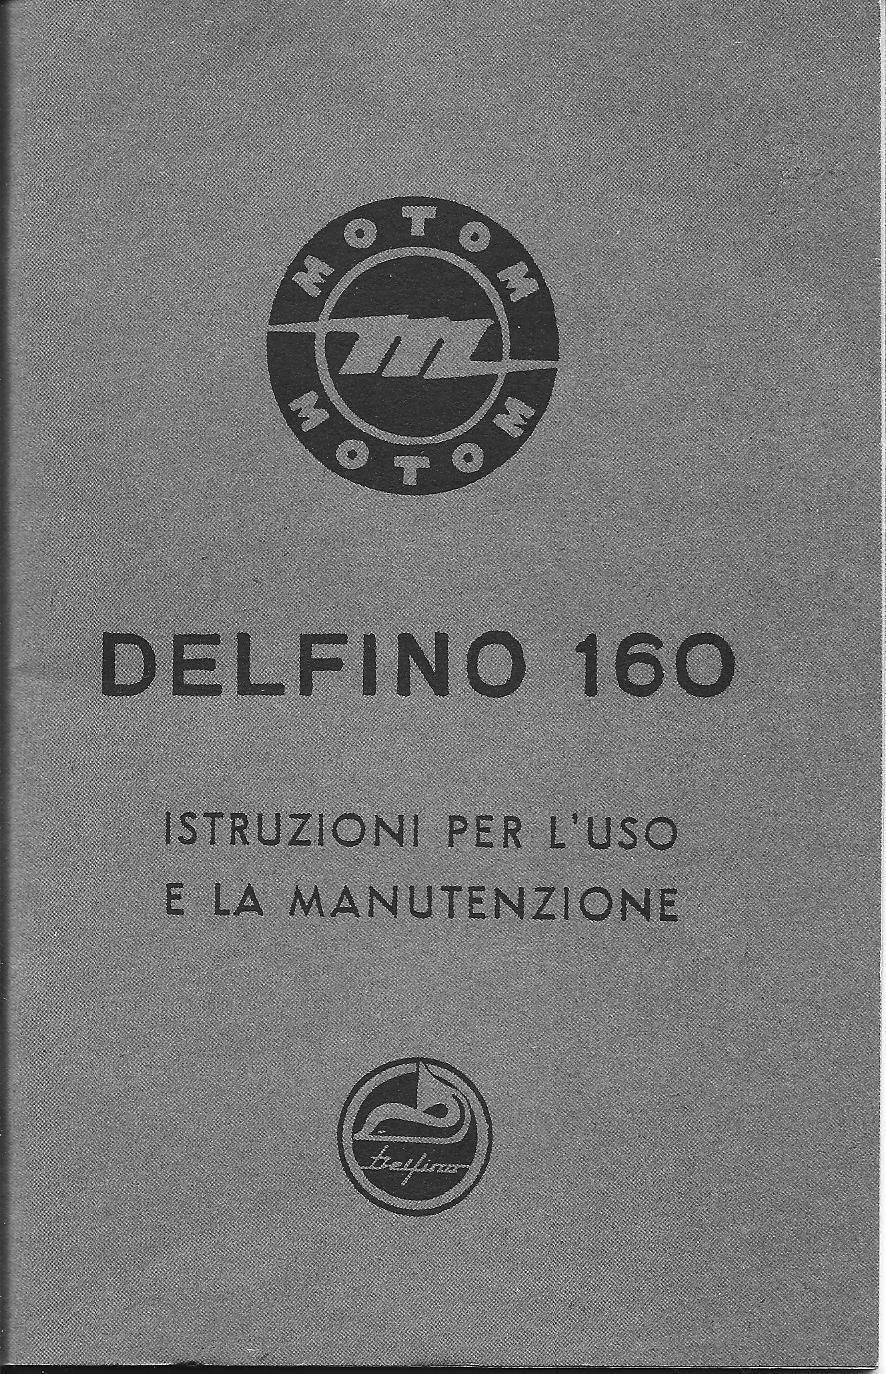 MOTOM
m
MOTOM
DELFINO 160
ISTRUZIONI PER L'USO
E LA MANUTENZIONE
Delfino